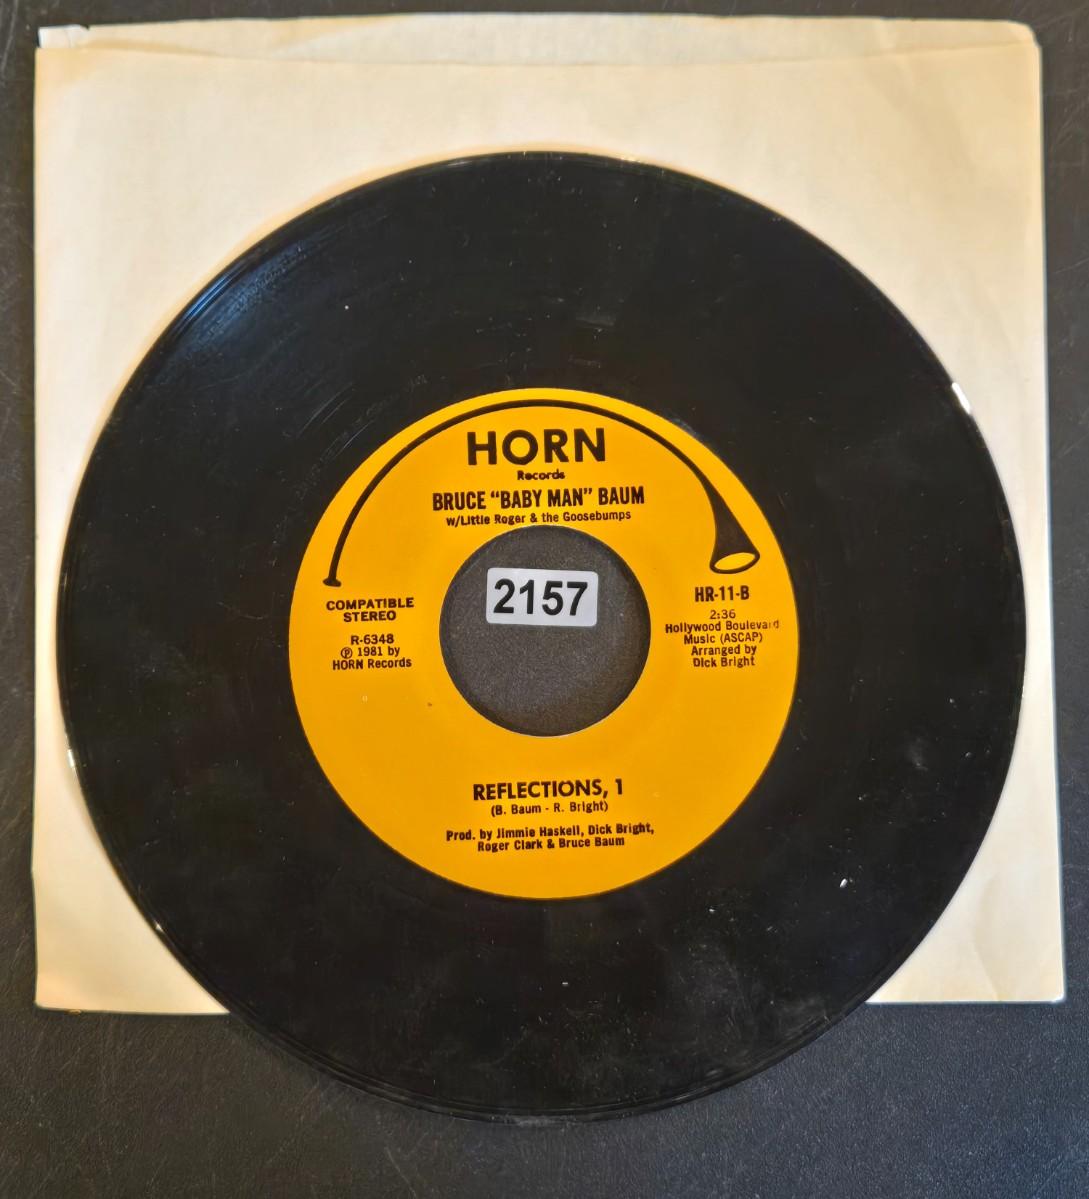 HORN
Records
BRUCE "BABY MAN" BAUM
w/Little Roger & the Goosebumps
2157
COMPATIBLE
STEREO
R-6348
℗ 1981 by
HORN Records
HR-11-B
2:36
Hollywood Boulevard
Music (ASCAP)
Arranged by
Dick Bright
REFLECTIONS, 1
(B. Baum - R. Bright)
Prod. by Jimmie Haskell, Dick Bright,
Roger Clark & Bruce Baum